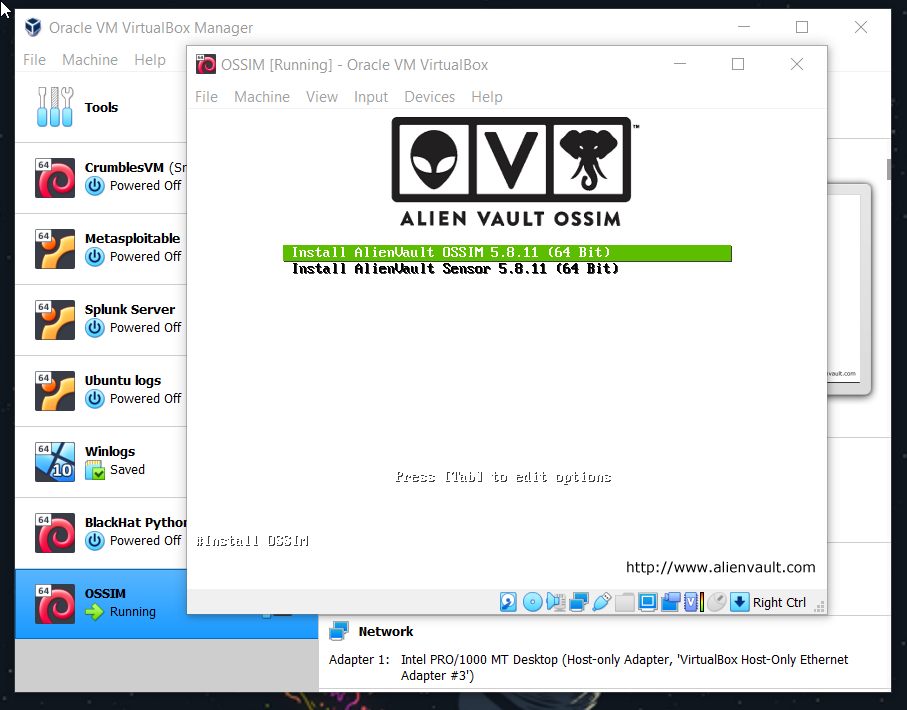 Oracle VM VirtualBox Manager
File Machine Help
Tools
64
CrumblesVM (Sr
Powered Off
64
Metasploitable
Powered Off
64
Splunk Server
Powered Off
64
Ubuntu logs
Powered Off
64
10
Winlogs
Saved
64
BlackHat Python
Powered Off
64
OSSIM
Running
64
OSSIM [Running] - Oracle VM VirtualBox
File Machine View Input Devices Help
V ™
ALIEN VAULT OSSIM
Install AlienVault OSSIM 5.8.11 (64 Bit)
Install AlienVault Sensor 5.8.11 (64 Bit)
Press [Tab] to edit options
#Install OSSIM
http://www.alienvault.com
V Right Ctrl
vault.com
Network
Adapter 1: Intel PRO/1000 MT Desktop (Host-only Adapter, 'VirtualBox Host-Only Ethernet
Adapter #3')